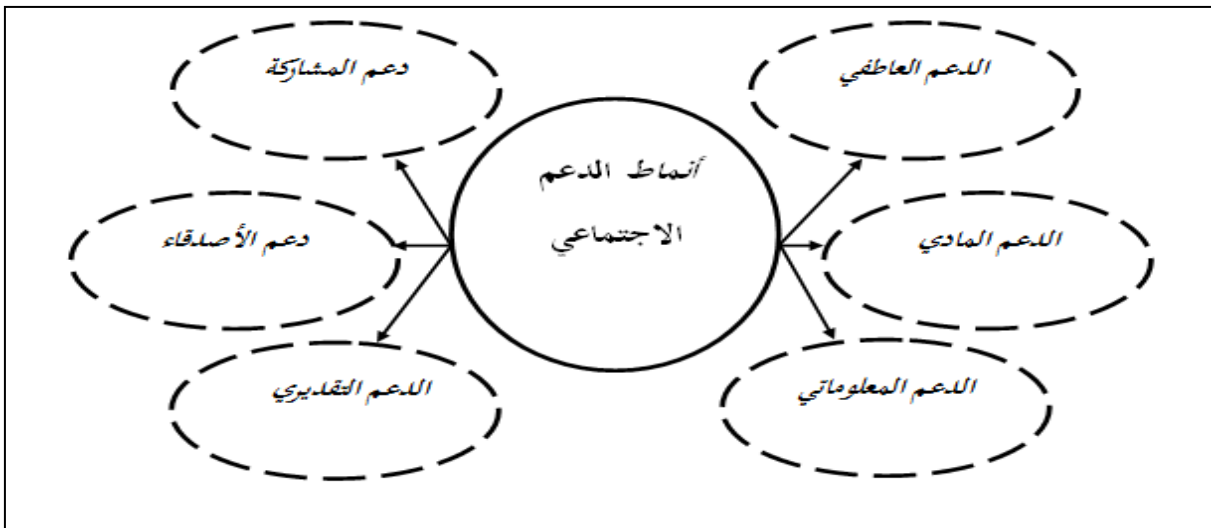 أنماط الدعم
الاجتماعي
الدعم العاطفي
الدعم المادي
الدعم المعلوماتي
دعم المشاركة
دعم الأصدقاء
الدعم التقديري